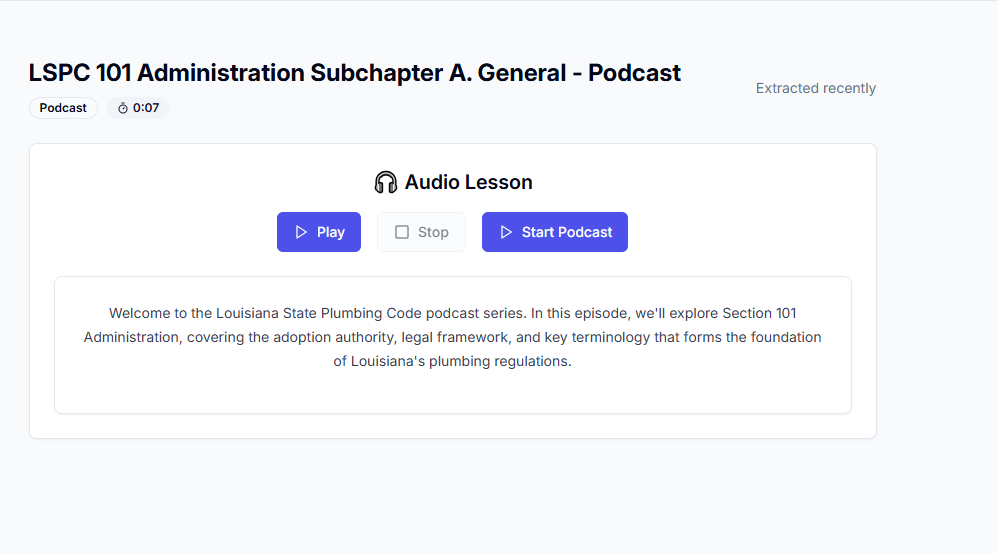 LSPC 101 Administration Subchapter A. General - Podcast
Extracted recently
Podcast
0:07
Audio Lesson
Play
Stop
Start Podcast
Welcome to the Louisiana State Plumbing Code podcast series. In this episode, we'll explore Section 101
Administration, covering the adoption authority, legal framework, and key terminology that forms the foundation
of Louisiana's plumbing regulations.